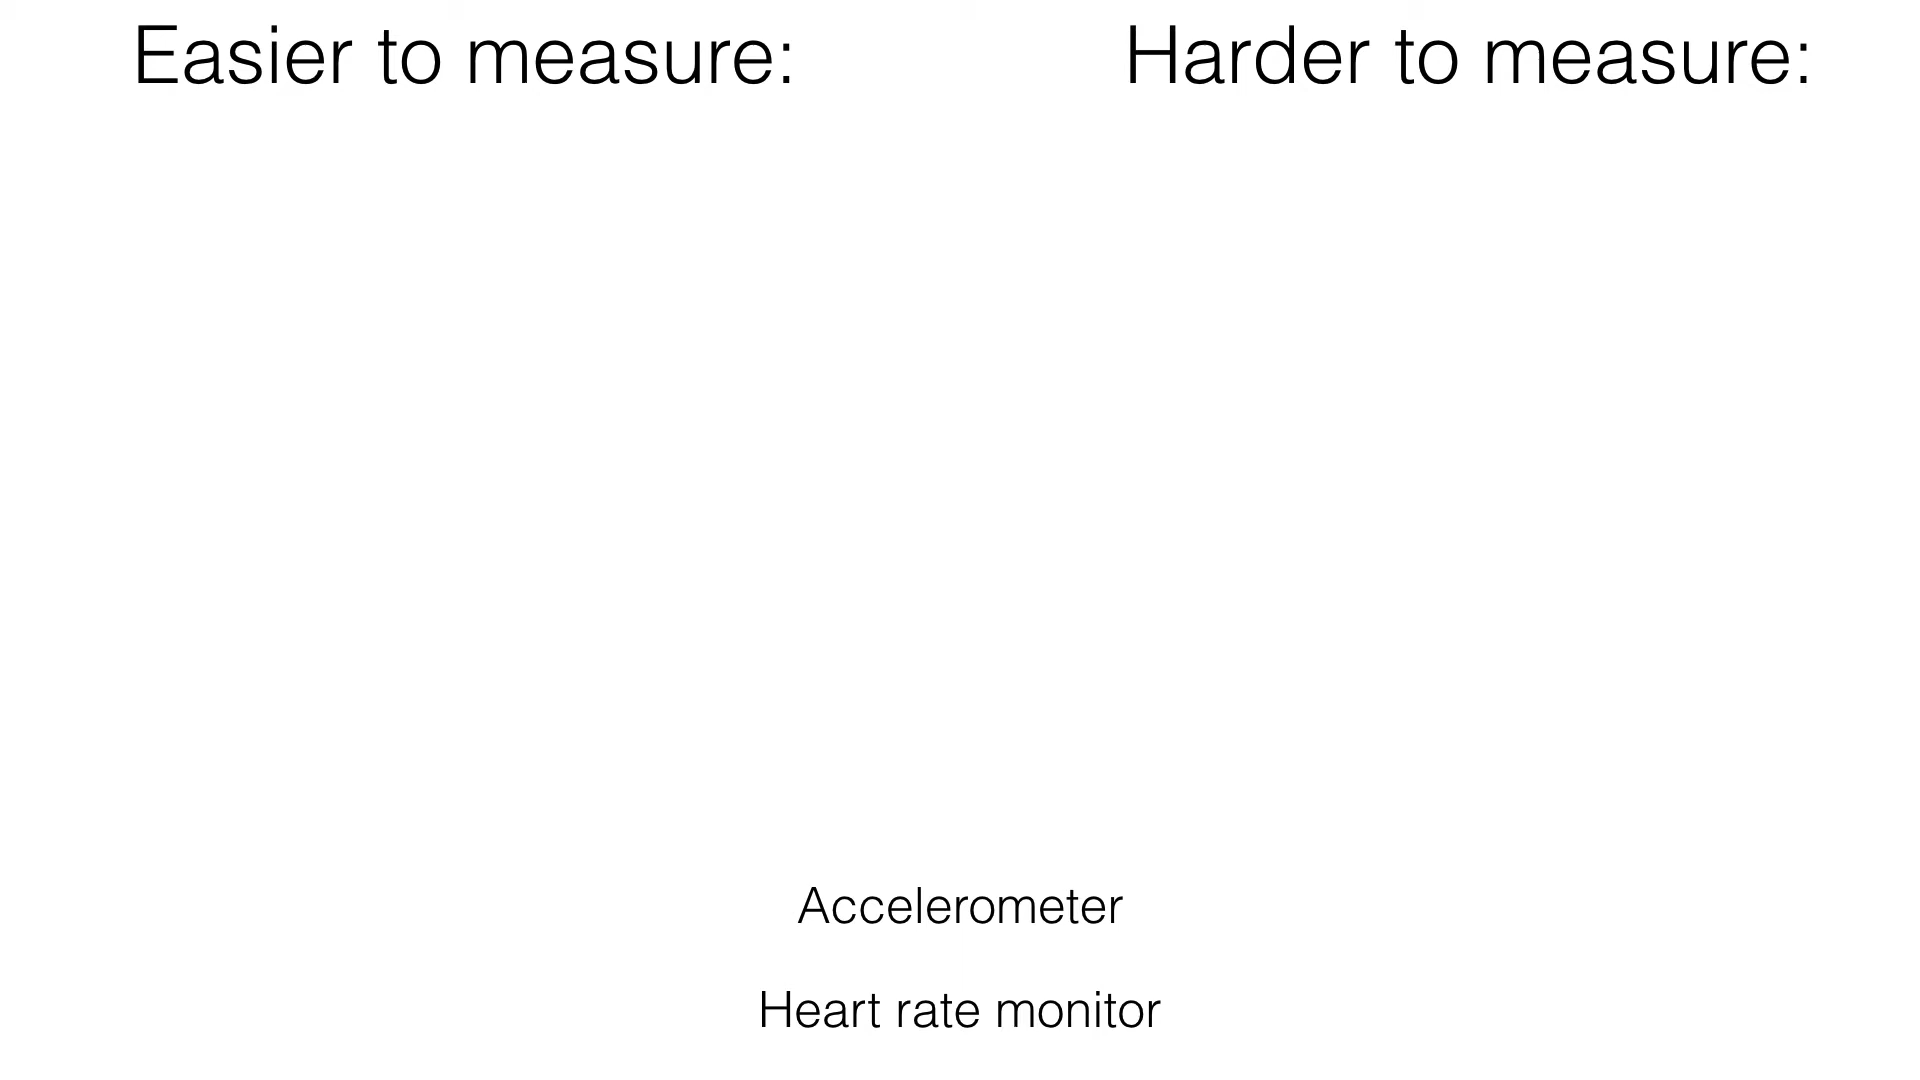 Easier to measure:
Harder to measure:
Accelerometer
Heart rate monitor